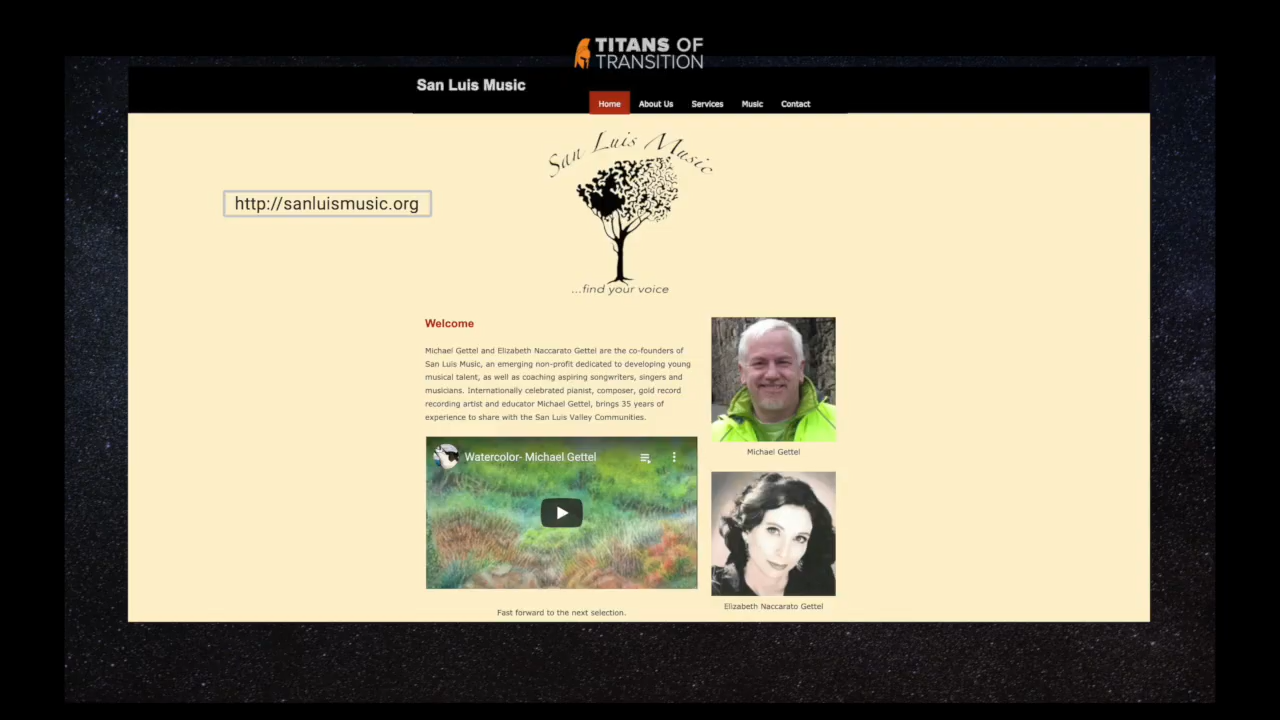 TITANS OF
TRANSITION
San Luis Music
Home About Us Services Music Contact
San Luis Music
http://sanluismusic.org
...find your voice
Welcome
Michael Gettel and Elizabeth Naccarato Gettel are the co-founders of
San Luis Music, an emerging non-profit dedicated to developing young
musical talent, as well as coaching aspiring songwriters, singers and
musicians. Internationally celebrated pianist, composer, gold record
recording artist and educator Michael Gettel, brings 35 years of
experience to share with the San Luis Valley Communities.
Michael Gettel
Watercolor- Michael Gettel
Elizabeth Naccarato Gettel
Fast forward to the next selection.